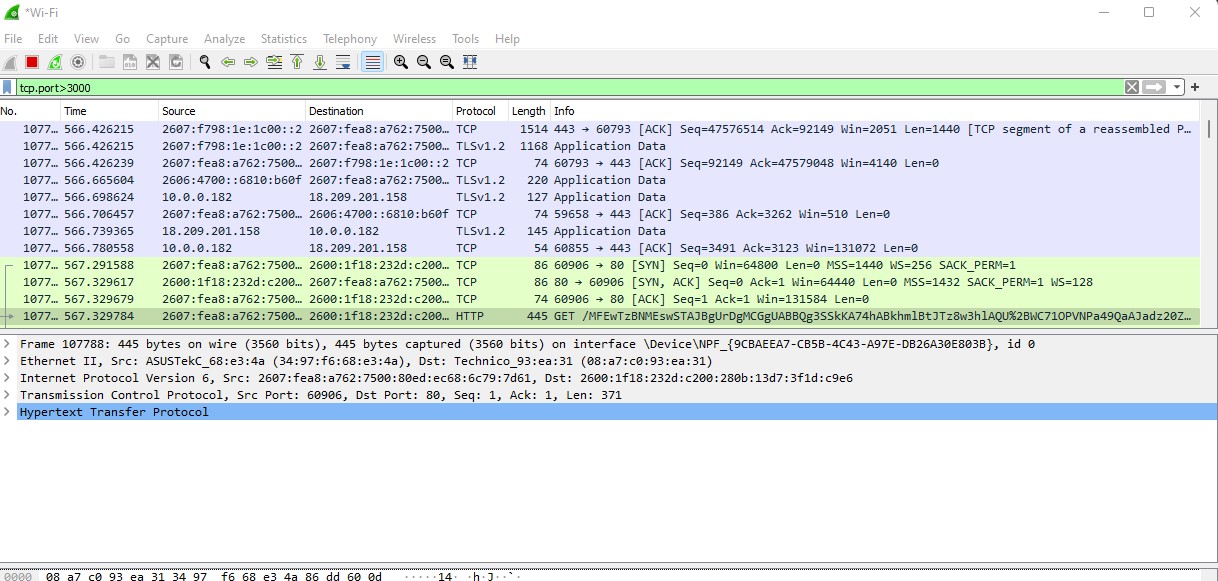 *Wi-Fi
File Edit View Go Capture Analyze Statistics Telephony Wireless Tools Help
tcp.port>3000
No. Time Source Destination Protocol Length Info
1077… 566.426215 2607:f798:1e:1c00::2 2607:fea8:a762:7500… TCP 1514 443 → 60793 [ACK] Seq=47576514 Ack=92149 Win=2051 Len=1440 [TCP segment of a reassembled P…
1077… 566.426215 2607:f798:1e:1c00::2 2607:fea8:a762:7500… TLSv1.2 1168 Application Data
1077… 566.426239 2607:fea8:a762:7500… 2607:f798:1e:1c00::2 TCP 74 60793 → 443 [ACK] Seq=92149 Ack=47579048 Win=4140 Len=0
1077… 566.665604 2606:4700::6810:b60f 2607:fea8:a762:7500… TLSv1.2 220 Application Data
1077… 566.698624 10.0.0.182 18.209.201.158 TLSv1.2 127 Application Data
1077… 566.706457 2607:fea8:a762:7500… 2606:4700::6810:b60f TCP 74 59658 → 443 [ACK] Seq=386 Ack=3262 Win=510 Len=0
1077… 566.739365 18.209.201.158 10.0.0.182 TLSv1.2 145 Application Data
1077… 566.780558 10.0.0.182 18.209.201.158 TCP 54 60855 → 443 [ACK] Seq=3491 Ack=3123 Win=131072 Len=0
1077… 567.291588 2607:fea8:a762:7500… 2600:1f18:232d:c200… TCP 86 60906 → 80 [SYN] Seq=0 Win=64800 Len=0 MSS=1440 WS=256 SACK_PERM=1
1077… 567.329617 2600:1f18:232d:c200… 2607:fea8:a762:7500… TCP 86 80 → 60906 [SYN, ACK] Seq=0 Ack=1 Win=64440 Len=0 MSS=1432 SACK_PERM=1 WS=128
1077… 567.329679 2607:fea8:a762:7500… 2600:1f18:232d:c200… TCP 74 60906 → 80 [ACK] Seq=1 Ack=1 Win=131584 Len=0
1077… 567.329784 2607:fea8:a762:7500… 2600:1f18:232d:c200… HTTP 445 GET /MFEwTzBNMEswSTAJBgUrDgMCGgUABBQg3SSkKA74hABkhmlBtJTz8w3hlAQU%2BWC71OPVNPa49QaAJadz20Z…
Frame 107788: 445 bytes on wire (3560 bits), 445 bytes captured (3560 bits) on interface \Device\NPF_{9CBAEEA7-CB5B-4C43-A97E-DB26A30E803B}, id 0
Ethernet II, Src: ASUSTekC_68:e3:4a (34:97:f6:68:e3:4a), Dst: Technico_93:ea:31 (08:a7:c0:93:ea:31)
Internet Protocol Version 6, Src: 2607:fea8:a762:7500:80ed:ec68:6c79:7d61, Dst: 2600:1f18:232d:c200:280b:13d7:3f1d:c9e6
Transmission Control Protocol, Src Port: 60906, Dst Port: 80, Seq: 1, Ack: 1, Len: 371
Hypertext Transfer Protocol
0000 08 a7 c0 93 ea 31 34 97 f6 68 e3 4a 86 dd 60 0d ·····14· ·h·J··`·